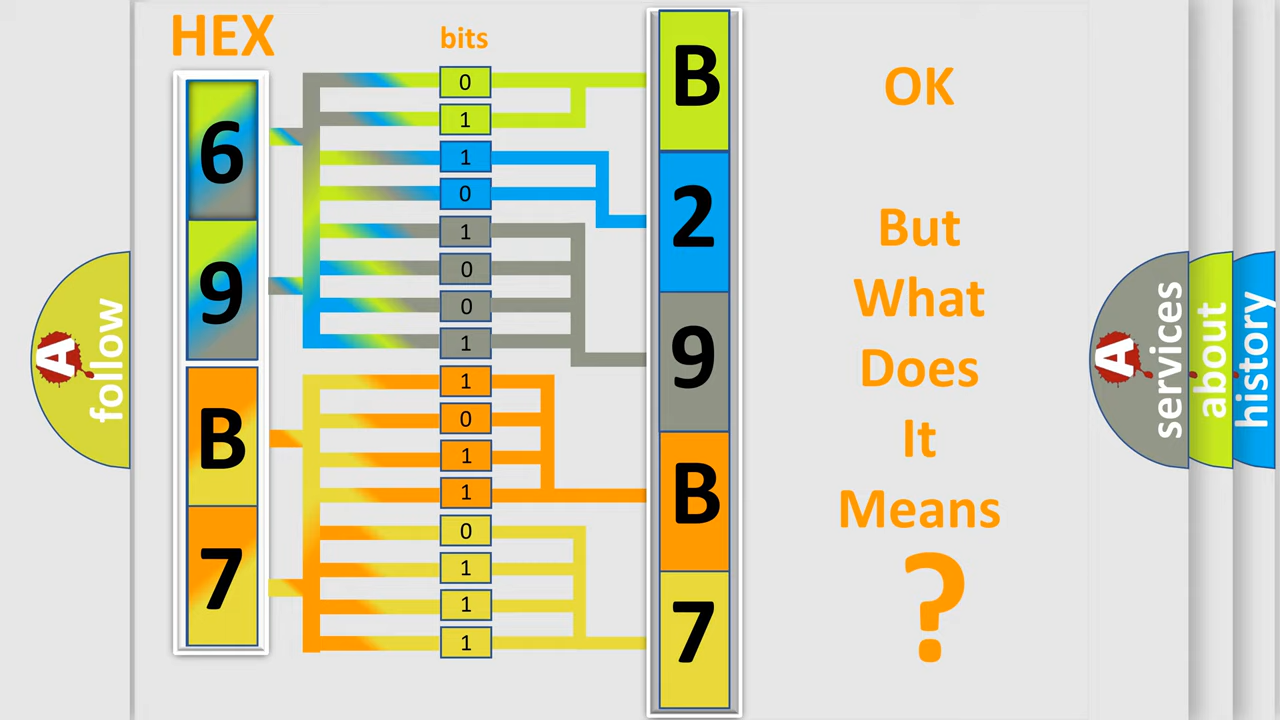 HEX
bits
6
9
B
7
0
1
1
0
1
0
0
1
1
0
1
1
0
1
1
1
B
2
9
B
7
OK
But
What
Does
It
Means
?
A
follow
A
services
about
history